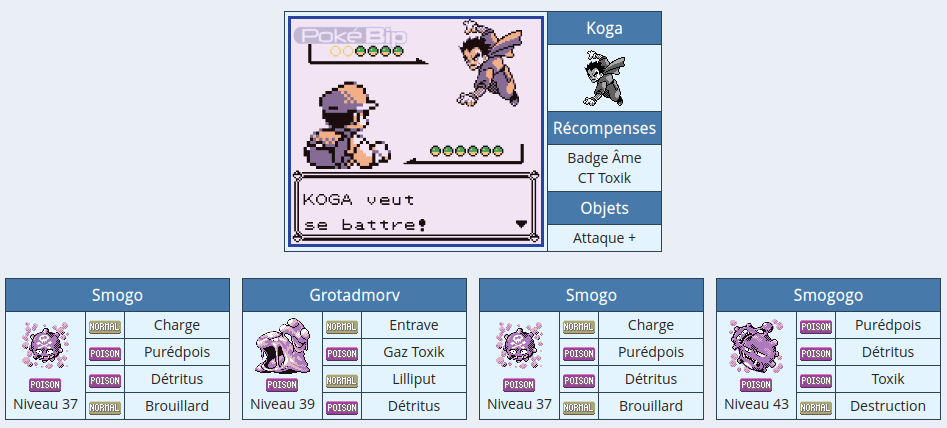 PokéBip
KOGA veut
se battre!
Koga
Récompenses
Badge Âme
CT Toxik
Objets
Attaque +
Smogo
NORMAL Charge
POISON Purédpois
POISON Détritus
NORMAL Brouillard
POISON
Niveau 37
Grotadmorv
NORMAL Entrave
POISON Gaz Toxik
NORMAL Lilliput
POISON Détritus
POISON
Niveau 39
Smogo
NORMAL Charge
POISON Purédpois
POISON Détritus
NORMAL Brouillard
POISON
Niveau 37
Smogogo
POISON Purédpois
POISON Détritus
POISON Toxik
NORMAL Destruction
POISON
Niveau 43